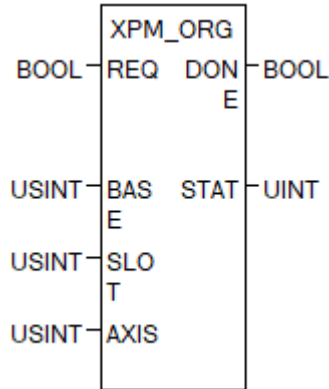 XPM_ORG
BOOL REQ DON BOOL
E
USINT BAS STAT UINT
E
USINT SLO
T
USINT AXIS